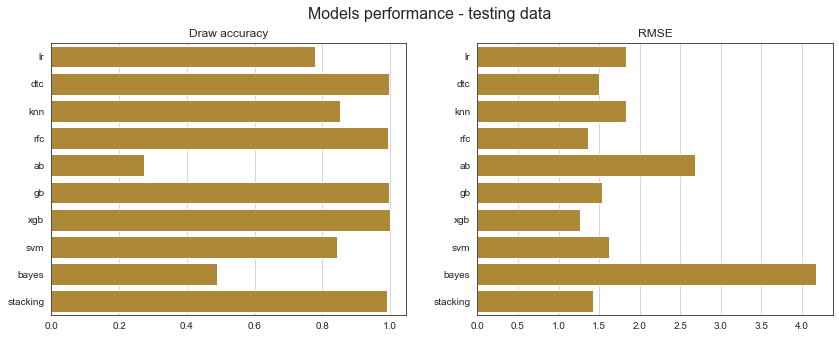 Models performance - testing data
Draw accuracy
lr
dtc
knn
rfc
ab
gb
xgb
svm
bayes
stacking
0.0 0.2 0.4 0.6 0.8 1.0
RMSE
lr
dtc
knn
rfc
ab
gb
xgb
svm
bayes
stacking
0.0 0.5 1.0 1.5 2.0 2.5 3.0 3.5 4.0